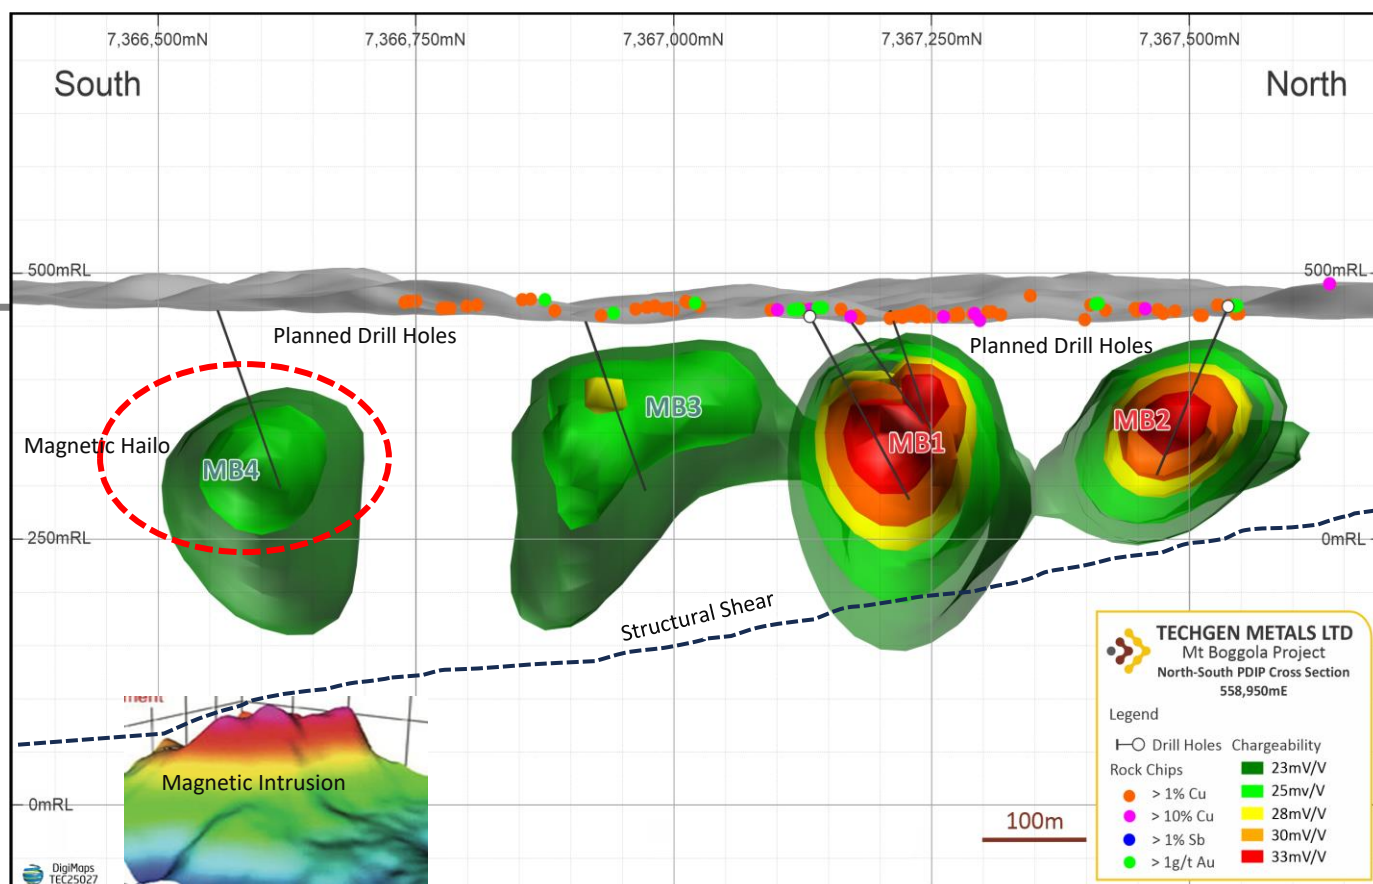 7,366,500mN 7,366,750mN 7,367,000mN 7,367,250mN 7,367,500mN
South North
500mRL 500mRL
Planned Drill Holes Planned Drill Holes
MB3
MB2
Magnetic Hailo MB1
MB4
250mRL 0mRL
Structural Shear
ment
Magnetic Intrusion
0mRL
100m
DigiMaps
TEC25027
TECHGEN METALS LTD
Mt Boggola Project
North-South PDIP Cross Section
558,950mE
Legend
Drill Holes Chargeability
Rock Chips 23mV/V
> 1% Cu 25mv/V
> 10% Cu 28mV/V
> 1% Sb 30mV/V
> 1g/t Au 33mV/V